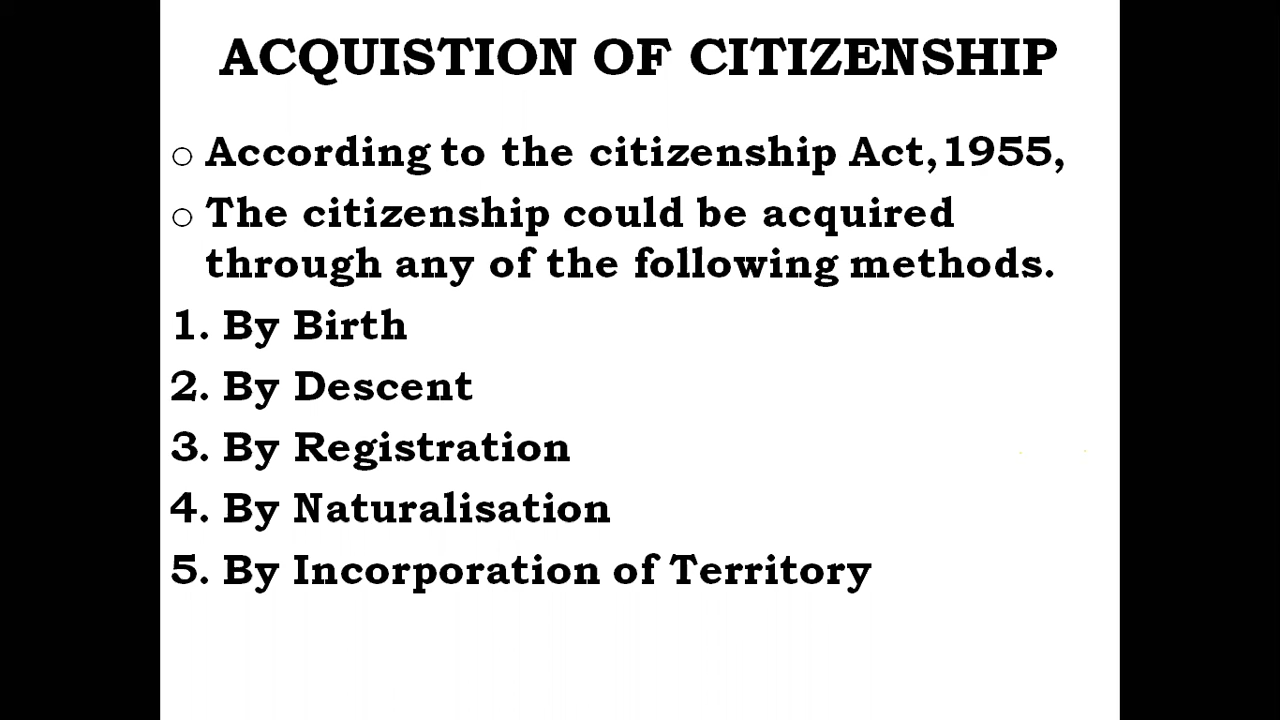 ACQUISTION OF CITIZENSHIP
○ According to the citizenship Act,1955,
○ The citizenship could be acquired
through any of the following methods.
1. By Birth
2. By Descent
3. By Registration
4. By Naturalisation
5. By Incorporation of Territory